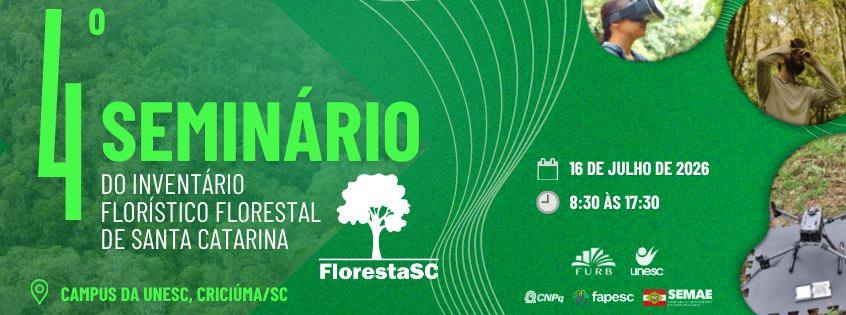 4º
SEMINÁRIO
DO INVENTÁRIO
FLORÍSTICO FLORESTAL
DE SANTA CATARINA
FlorestaSC
CAMPUS DA UNESC, CRICIÚMA/SC
16 DE JULHO DE 2026
8:30 ÀS 17:30
FURB
unesc
CNPq
fapesc
SEMAE